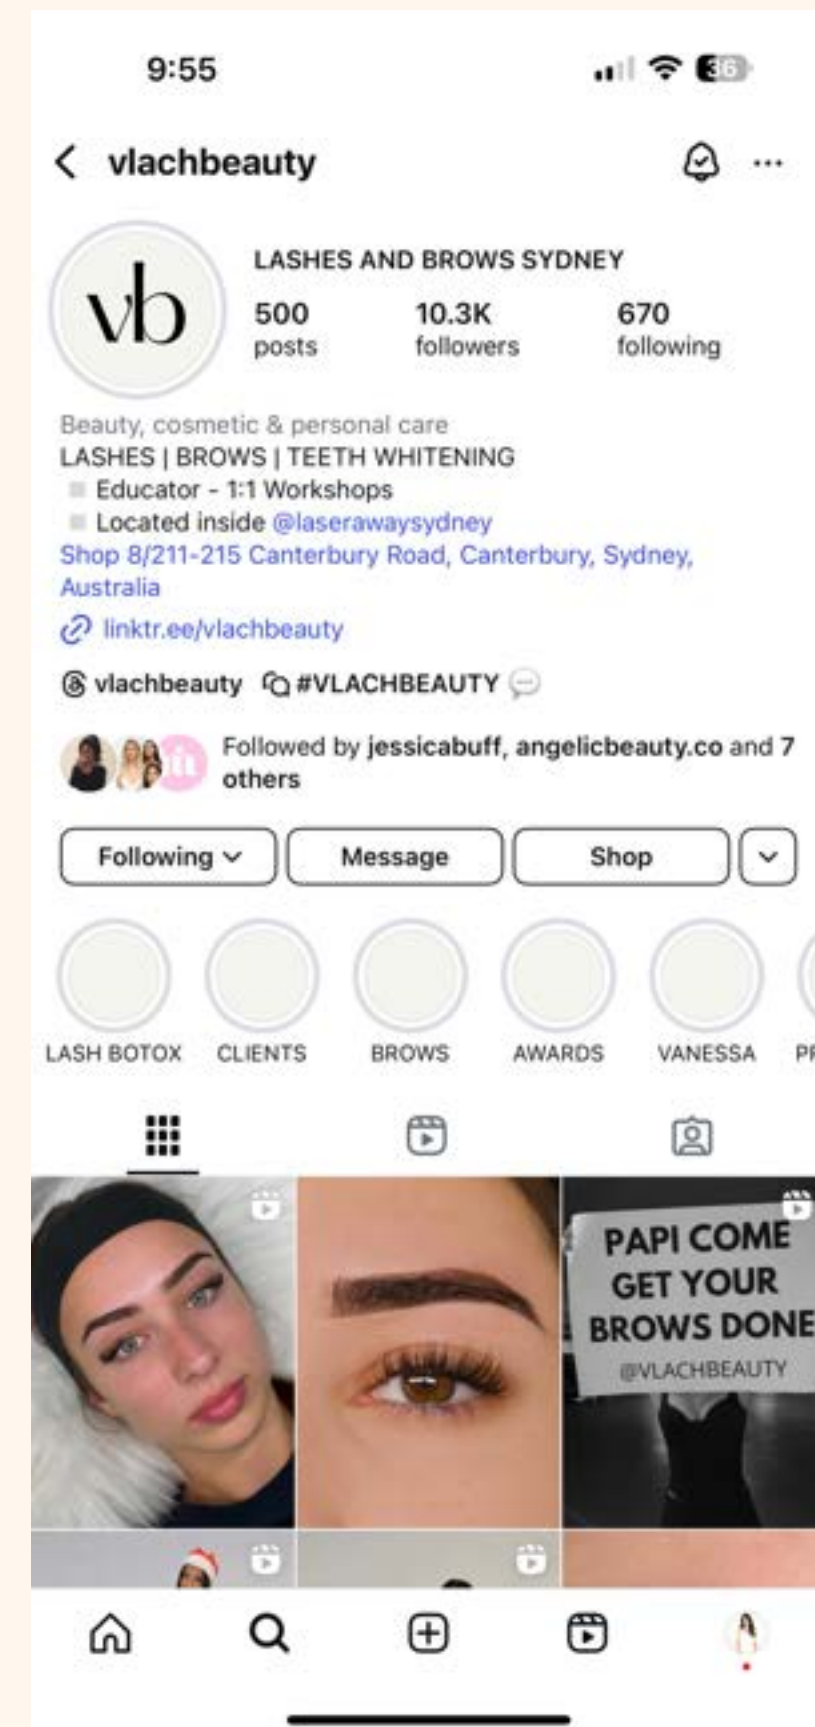 9:55
36
vlachbeauty
vb
LASHES AND BROWS SYDNEY
500 10.3K 670
posts followers following
Beauty, cosmetic & personal care
LASHES | BROWS | TEETH WHITENING
Educator - 1:1 Workshops
Located inside @laserawaysydney
Shop 8/211-215 Canterbury Road, Canterbury, Sydney,
Australia
linktr.ee/vlachbeauty
vlachbeauty #VLACHBEAUTY
Followed by jessicabuff, angelicbeauty.co and 7
others
Following Message Shop
LASH BOTOX CLIENTS BROWS AWARDS VANESSA
PAPI COME
GET YOUR
BROWS DONE
@VLACHBEAUTY